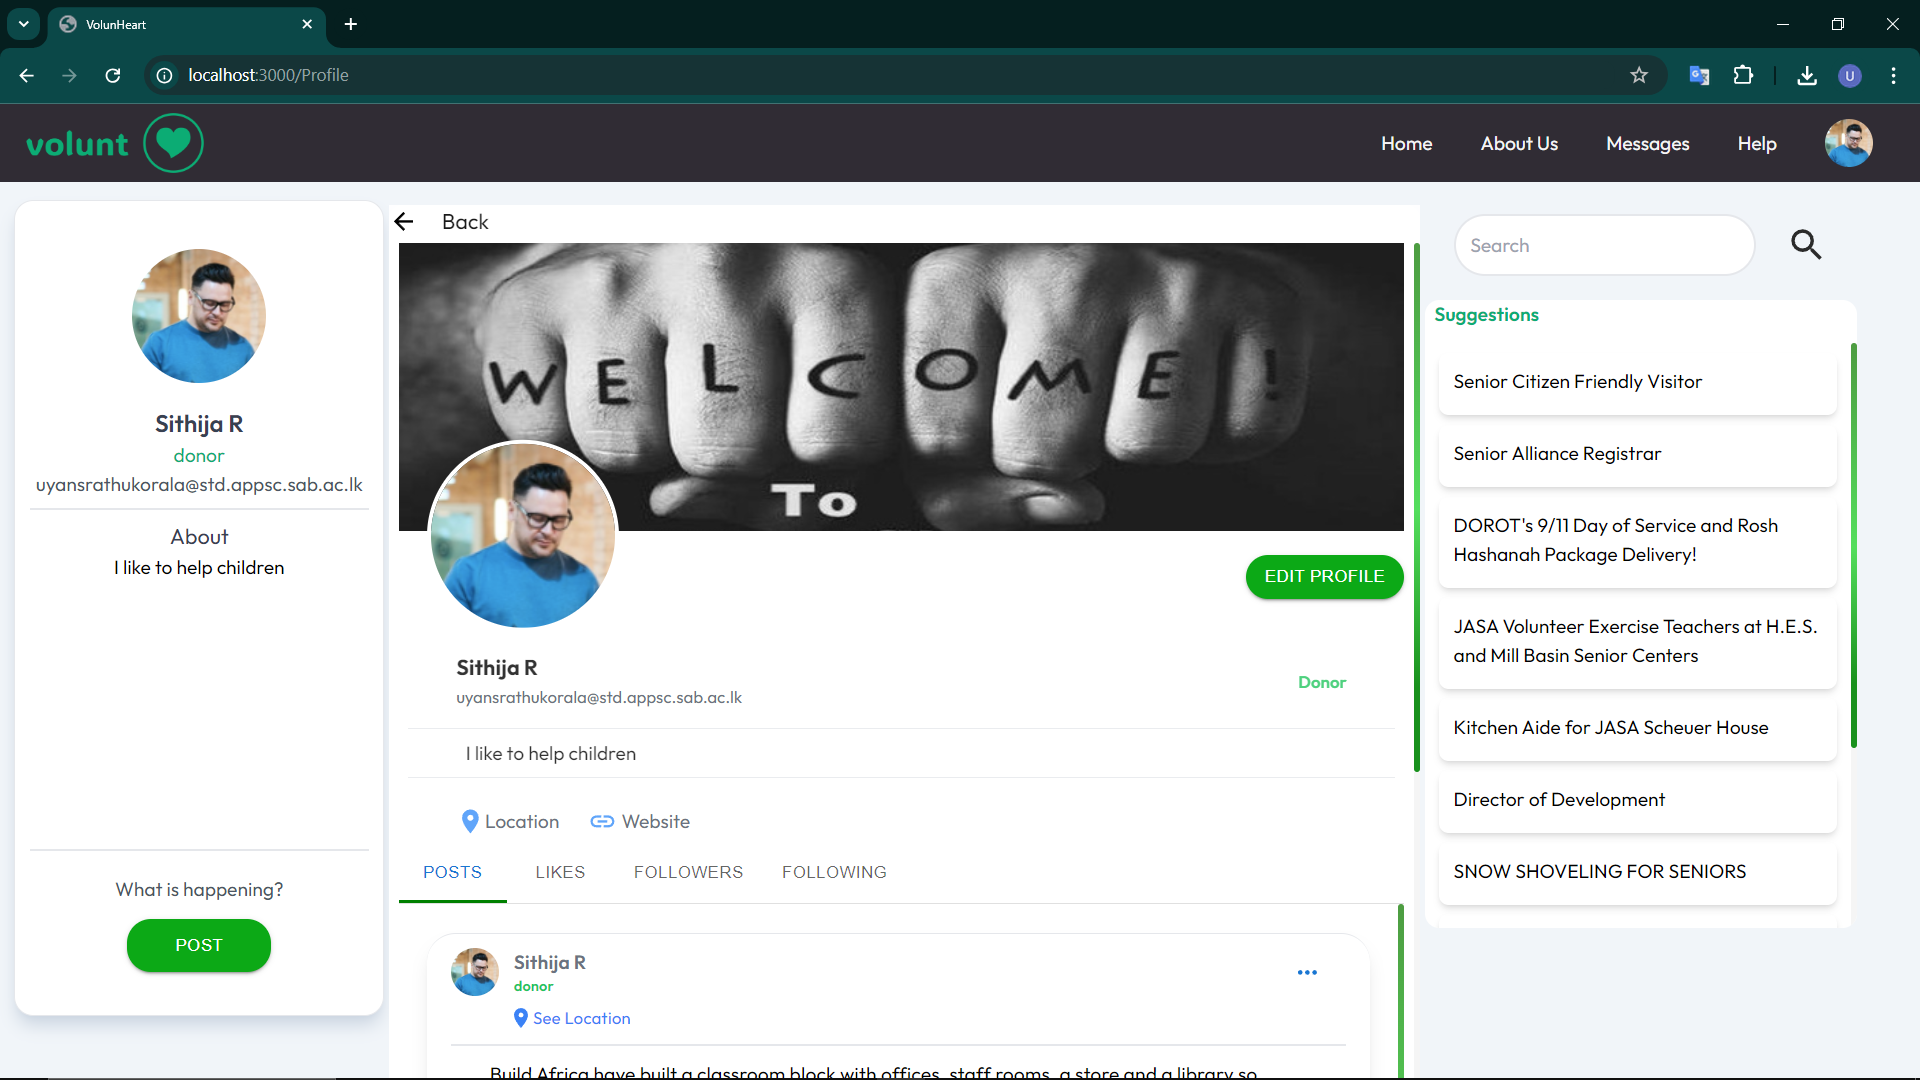 VolunHeart
localhost:3000/Profile
U
volunt
Home
About Us
Messages
Help
Sithija R
donor
uyansrathukorala@std.appsc.sab.ac.lk
About
I like to help children
What is happening?
POST
Back
WELCOME!
To
EDIT PROFILE
Sithija R
uyansrathukorala@std.appsc.sab.ac.lk
Donor
I like to help children
Location
Website
POSTS
LIKES
FOLLOWERS
FOLLOWING
Sithija R
donor
See Location
Build Africa have built a classroom block with offices, staff rooms, a store and a library so
Search
Suggestions
Senior Citizen Friendly Visitor
Senior Alliance Registrar
DOROT's 9/11 Day of Service and Rosh
Hashanah Package Delivery!
JASA Volunteer Exercise Teachers at H.E.S.
and Mill Basin Senior Centers
Kitchen Aide for JASA Scheuer House
Director of Development
SNOW SHOVELING FOR SENIORS